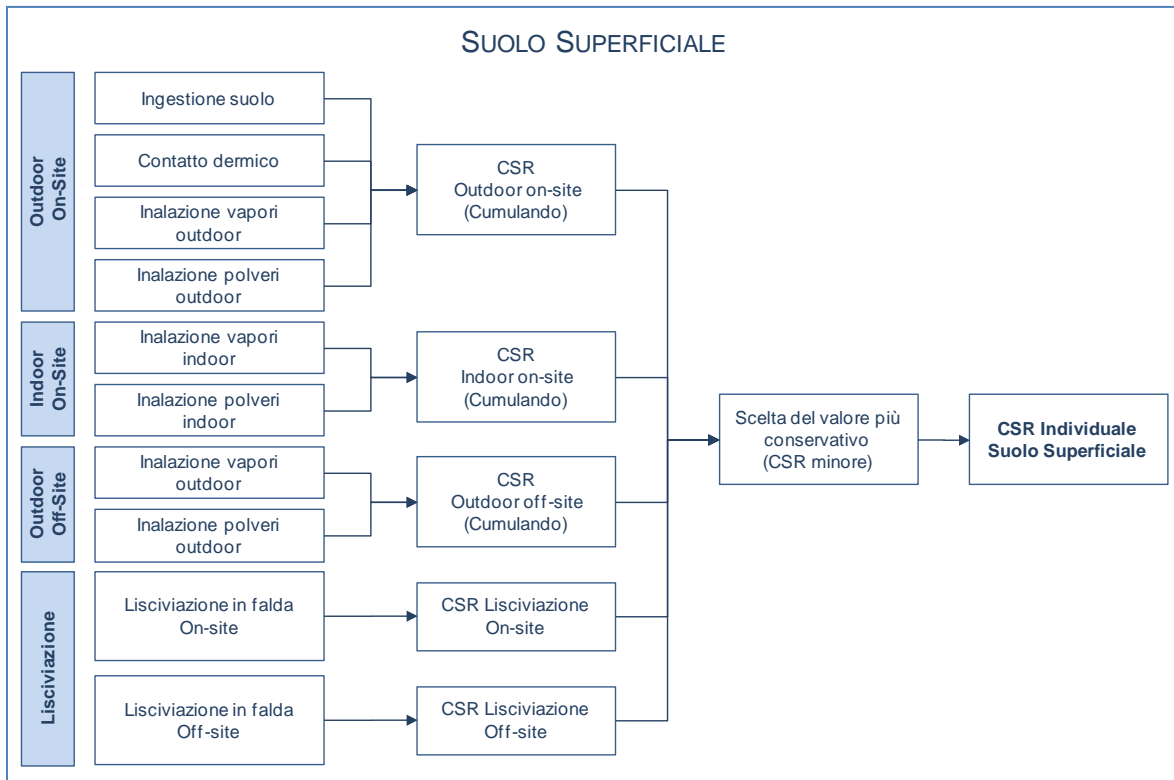 SUOLO SUPERFICIALE
Outdoor
On-Site
Ingestione suolo
Contatto dermico
Inalazione vapori
outdoor
Inalazione polveri
outdoor
CSR
Outdoor on-site
(Cumulando)
Indoor
On-Site
Inalazione vapori
indoor
Inalazione polveri
indoor
CSR
Indoor on-site
(Cumulando)
Outdoor
Off-Site
Inalazione vapori
outdoor
Inalazione polveri
outdoor
CSR
Outdoor off-site
(Cumulando)
Lisciviazione
Lisciviazione in falda
On-site
CSR Lisciviazione
On-site
Lisciviazione in falda
Off-site
CSR Lisciviazione
Off-site
Scelta del valore più
conservativo
(CSR minore)
CSR Individuale
Suolo Superficiale